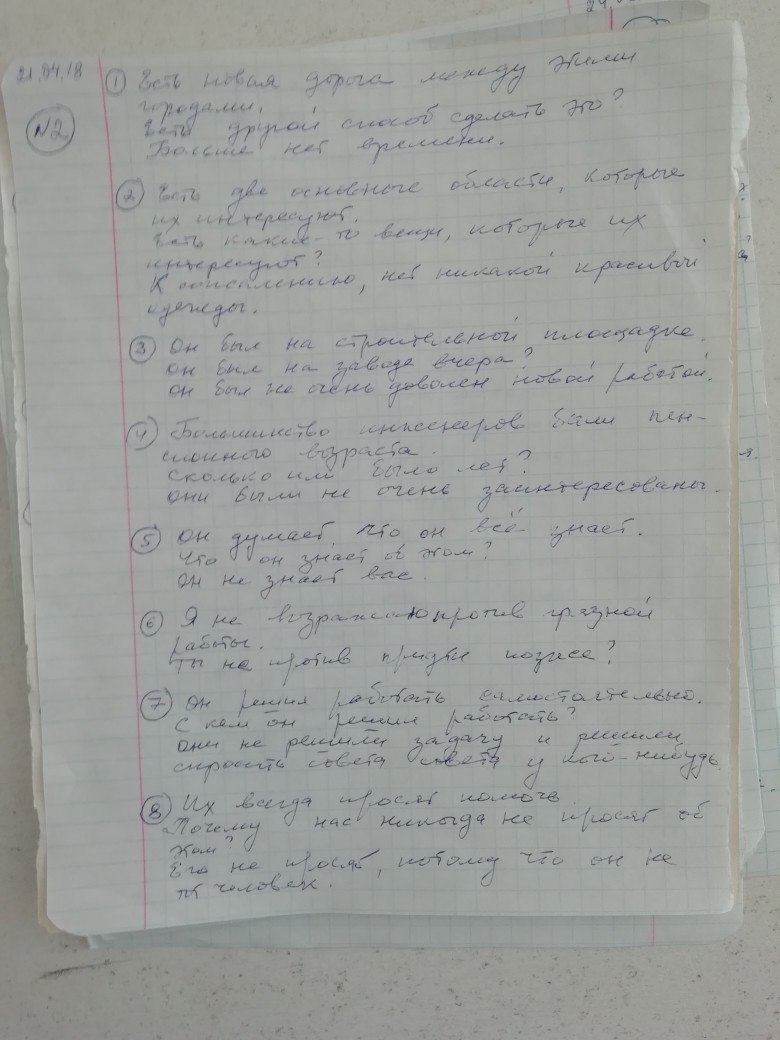 21.04.18
№2
① Есть новая дорога между этими
городами.
Есть другой способ сделать это?
Больше нет времени.
② Есть две основные области, которые
их интересуют.
Есть какие-то вещи, которые их
интересуют?
К сожалению, нет никакой красивой
одежды.
③ Он был на строительной площадке.
Он был на заводе вчера?
Он был не очень доволен новой работой.
④ Большинство инженеров были пен-
сионного возраста.
Сколько им было лет?
Они были не очень заинтересованы.
⑤ Он думает, что он всё знает.
Что он знает об этом?
Он не знает вас.
⑥ Я не возражаю против грязной
работы.
Ты не против придти позже?
⑦ Он решил работать самостоятельно.
С кем он решил работать?
Они не решили задачу и решили
спросить совета совета у кого-нибудь.
⑧ Их всегда просят помочь.
Почему нас никогда не просят об
этом?
Его не просят, потому что он не
тот человек.